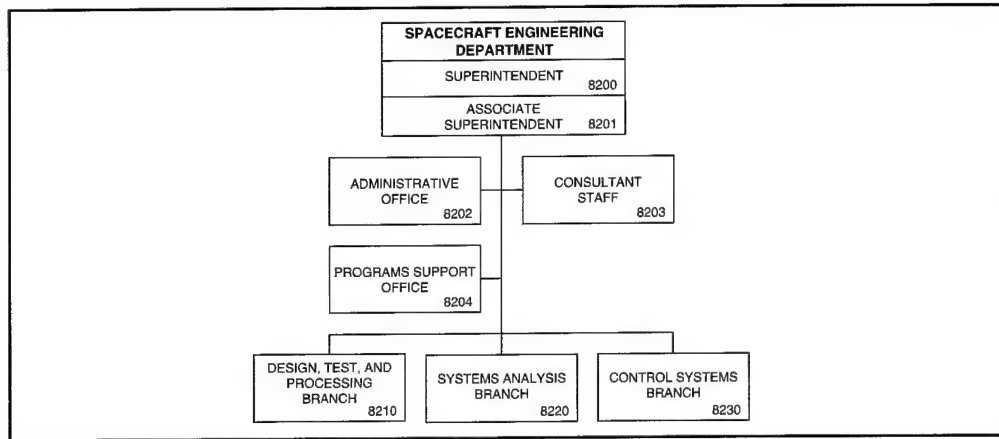 SPACECRAFT ENGINEERING
DEPARTMENT
SUPERINTENDENT
8200
ASSOCIATE
SUPERINTENDENT
8201
ADMINISTRATIVE
OFFICE
8202
CONSULTANT
STAFF
8203
PROGRAMS SUPPORT
OFFICE
8204
DESIGN, TEST, AND
PROCESSING
BRANCH
8210
SYSTEMS ANALYSIS
BRANCH
8220
CONTROL SYSTEMS
BRANCH
8230